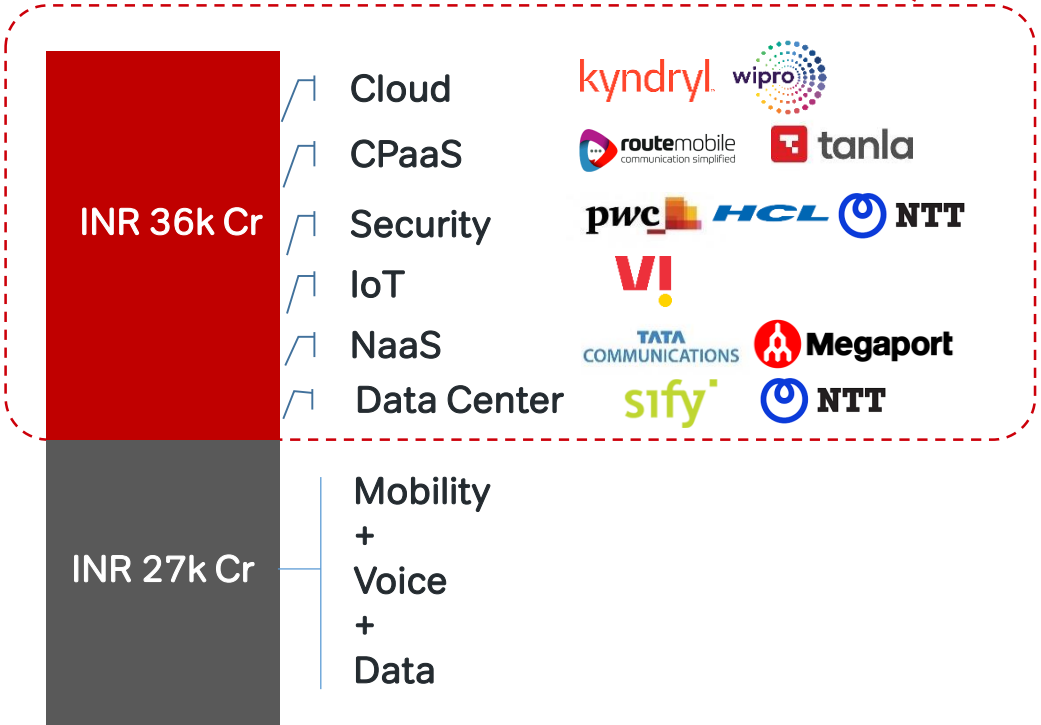 Cloud kyndryl wipro
CPaaS routemobile tanla
communication simplified
INR 36k Cr
Security pwc HCL NTT
IoT VI
NaaS TATA COMMUNICATIONS Megaport
Data Center sify NTT
INR 27k Cr
Mobility
+
Voice
+
Data